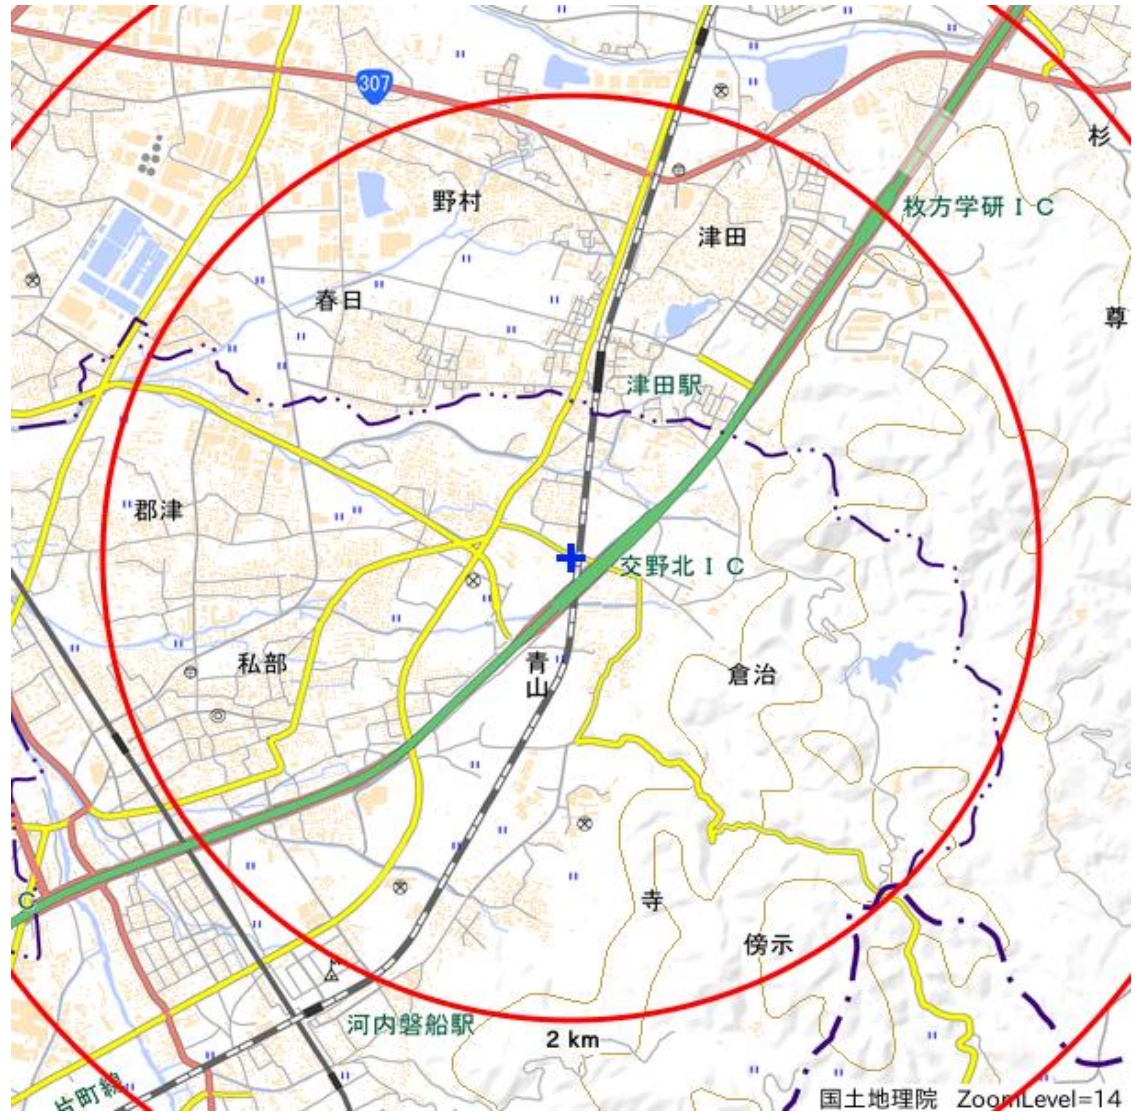 307
杉
野村
枚方学研IC
津田
尊
春日
津田駅
郡津
交野北IC
私部
青山
倉治
C
寺
傍示
河内磐船駅
2 km
片町線
国土地理院 ZoomLevel=14